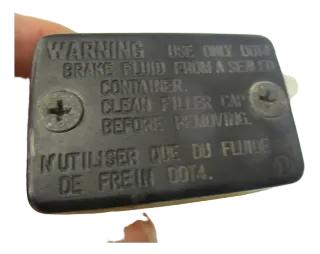 WARNING USE ONLY DOT4
BRAKE FLUID FROM A SEALED
CONTAINER.
CLEAN FILLER CAP
BEFORE REMOVING.
N'UTILISER QUE DU FLUIDE
DE FREIN DOT4.